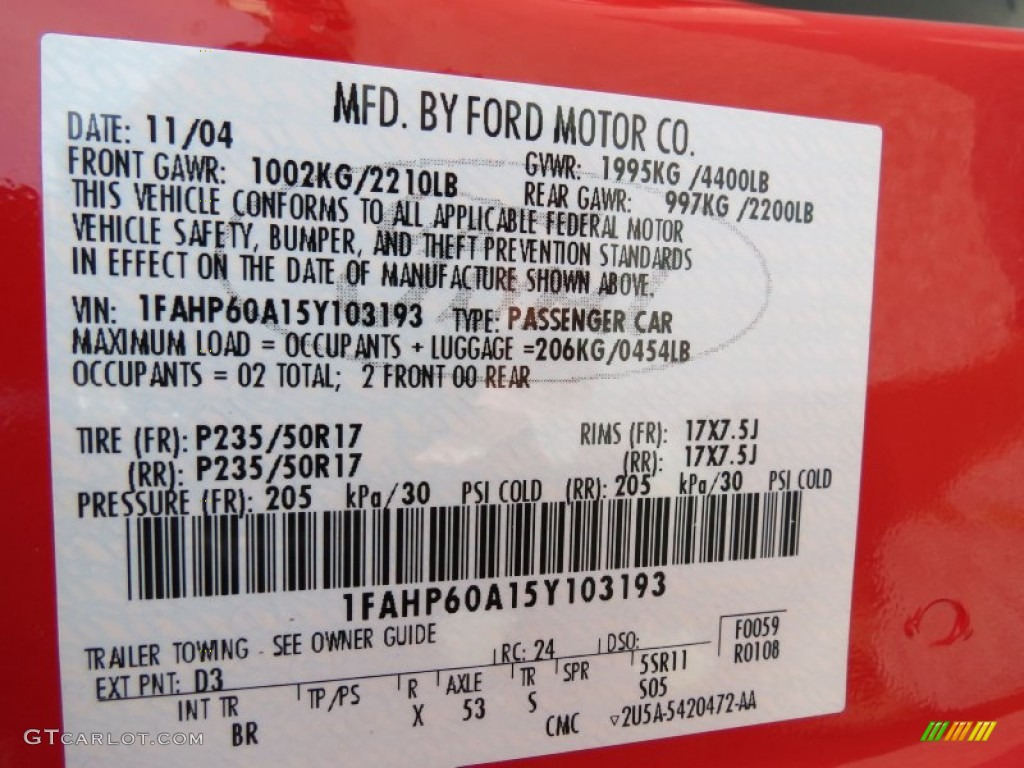 MFD. BY FORD MOTOR CO.
DATE: 11/04 GVWR: 1995KG /4400LB
FRONT GAWR: 1002KG/2210LB REAR GAWR: 997KG /2200LB
THIS VEHICLE CONFORMS TO ALL APPLICABLE FEDERAL MOTOR
VEHICLE SAFETY, BUMPER, AND THEFT PREVENTION STANDARDS
IN EFFECT ON THE DATE OF MANUFACTURE SHOWN ABOVE.
VIN: 1FAHP60A15Y103193 TYPE: PASSENGER CAR
MAXIMUM LOAD = OCCUPANTS + LUGGAGE =206KG/0454LB
OCCUPANTS = 02 TOTAL; 2 FRONT 00 REAR
TIRE (FR): P235/50R17 RIMS (FR): 17X7.5J
(RR): P235/50R17 (RR): 17X7.5J
PRESSURE (FR): 205 kPa/30 PSI COLD (RR): 205 kPa/30 PSI COLD
1FAHP60A15Y103193
TRAILER TOWING - SEE OWNER GUIDE F0059
EXT PNT: D3 RC: 24 DSO: R0108
INT TR TP/PS R AXLE TR SPR 5SR11
BR X 53 S S05
CMC ▽2U5A-5420472-AA
GTCARLOT.COM